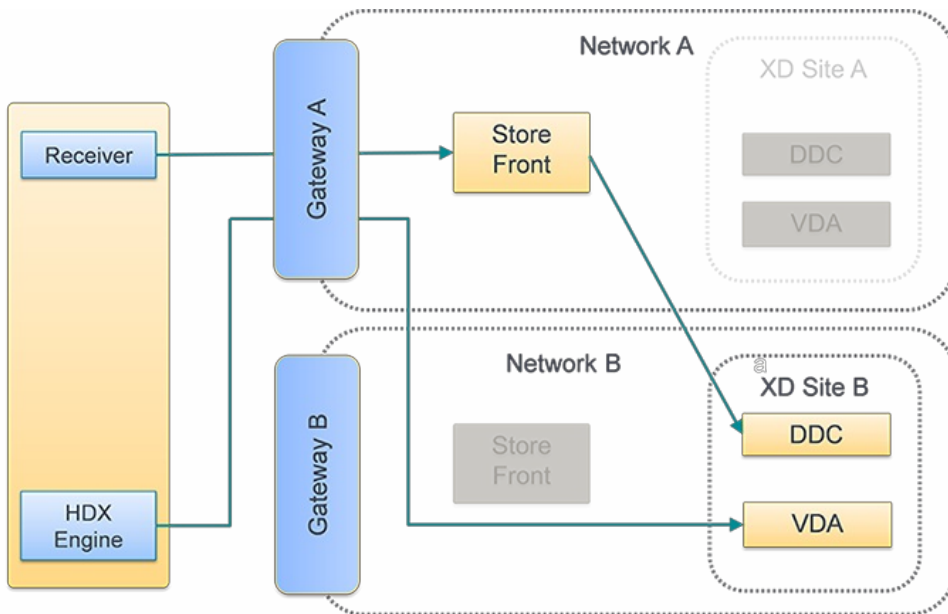 Network A
XD Site A
Receiver
Gateway A
Store
Front
DDC
VDA
Network B
a
XD Site B
Gateway B
Store
Front
DDC
HDX
Engine
VDA